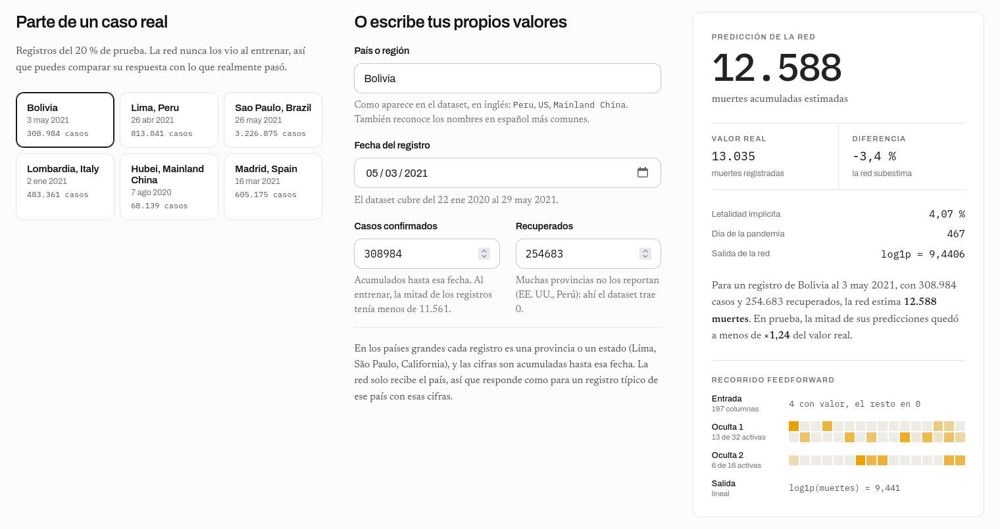 Parte de un caso real
Registros del 20 % de prueba. La red nunca los vio al entrenar, así
que puedes comparar su respuesta con lo que realmente pasó.
Bolivia
3 may 2021
308.984 casos
Lima, Peru
26 abr 2021
813.841 casos
Sao Paulo, Brazil
26 may 2021
3.226.875 casos
Lombardia, Italy
2 ene 2021
483.361 casos
Hubei, Mainland
China
7 ago 2020
68.139 casos
Madrid, Spain
16 mar 2021
605.175 casos
O escribe tus propios valores
País o región
Bolivia
Como aparece en el dataset, en inglés: Peru, US, Mainland China.
También reconoce los nombres en español más comunes.
Fecha del registro
05 / 03 / 2021
El dataset cubre del 22 ene 2020 al 29 may 2021.
Casos confirmados
308984
Acumulados hasta esa fecha. Al
entrenar, la mitad de los registros
tenía menos de 11.561.
Recuperados
254683
Muchas provincias no los reportan
(EE. UU., Perú): ahí el dataset trae
0.
En los países grandes cada registro es una provincia o un estado (Lima,
São Paulo, California), y las cifras son acumuladas hasta esa fecha. La
red solo recibe el país, así que responde como para un registro típico de
ese país con esas cifras.
PREDICCIÓN DE LA RED
12.588
muertes acumuladas estimadas
VALOR REAL
13.035
muertes registradas
DIFERENCIA
-3,4 %
la red subestima
Letalidad implícita 4,07 %
Día de la pandemia 467
Salida de la red log1p = 9,4406
Para un registro de Bolivia al 3 may 2021, con 308.984
casos y 254.683 recuperados, la red estima 12.588
muertes. En prueba, la mitad de sus predicciones quedó
a menos de ×1,24 del valor real.
RECORRIDO FEEDFORWARD
Entrada
197 columnas
4 con valor, el resto en 0
Oculta 1
13 de 32 activas
Oculta 2
6 de 16 activas
Salida
lineal
log1p(muertes) = 9,441